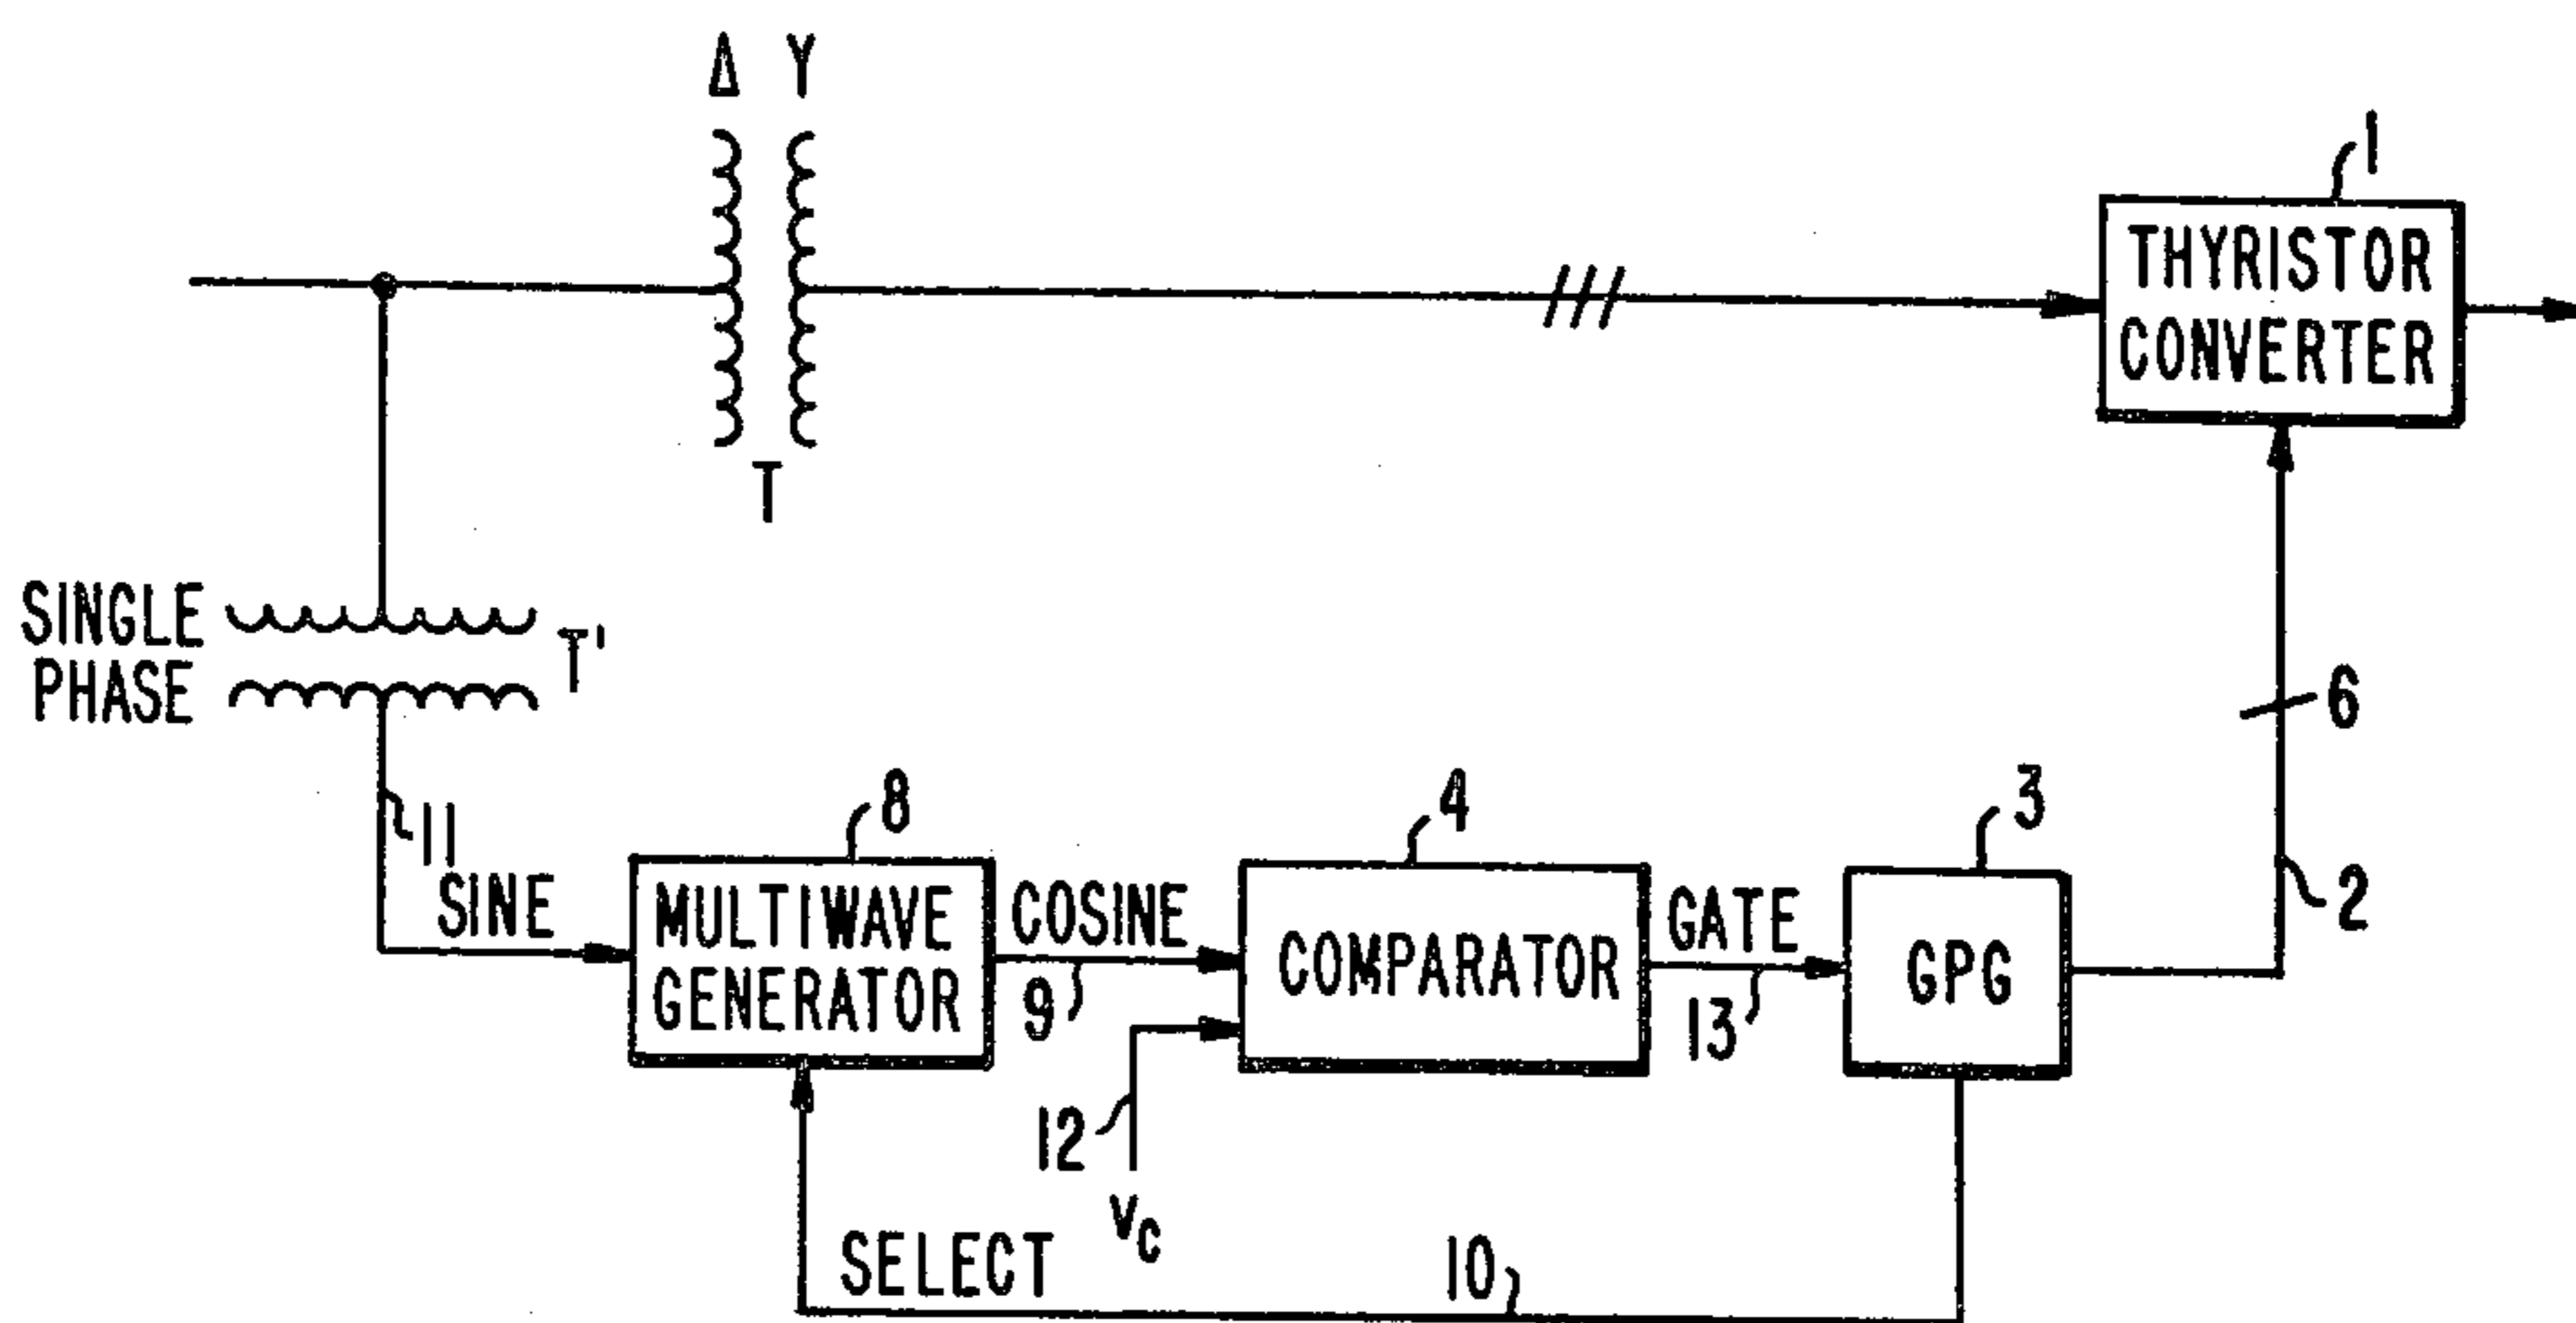 Δ Y
T
1
THYRISTOR
CONVERTER
SINGLE
PHASE
T'
6
11
SINE
8
MULTIWAVE
GENERATOR
COSINE
9
4
COMPARATOR
12
Vc
GATE
13
3
GPG
2
SELECT
10